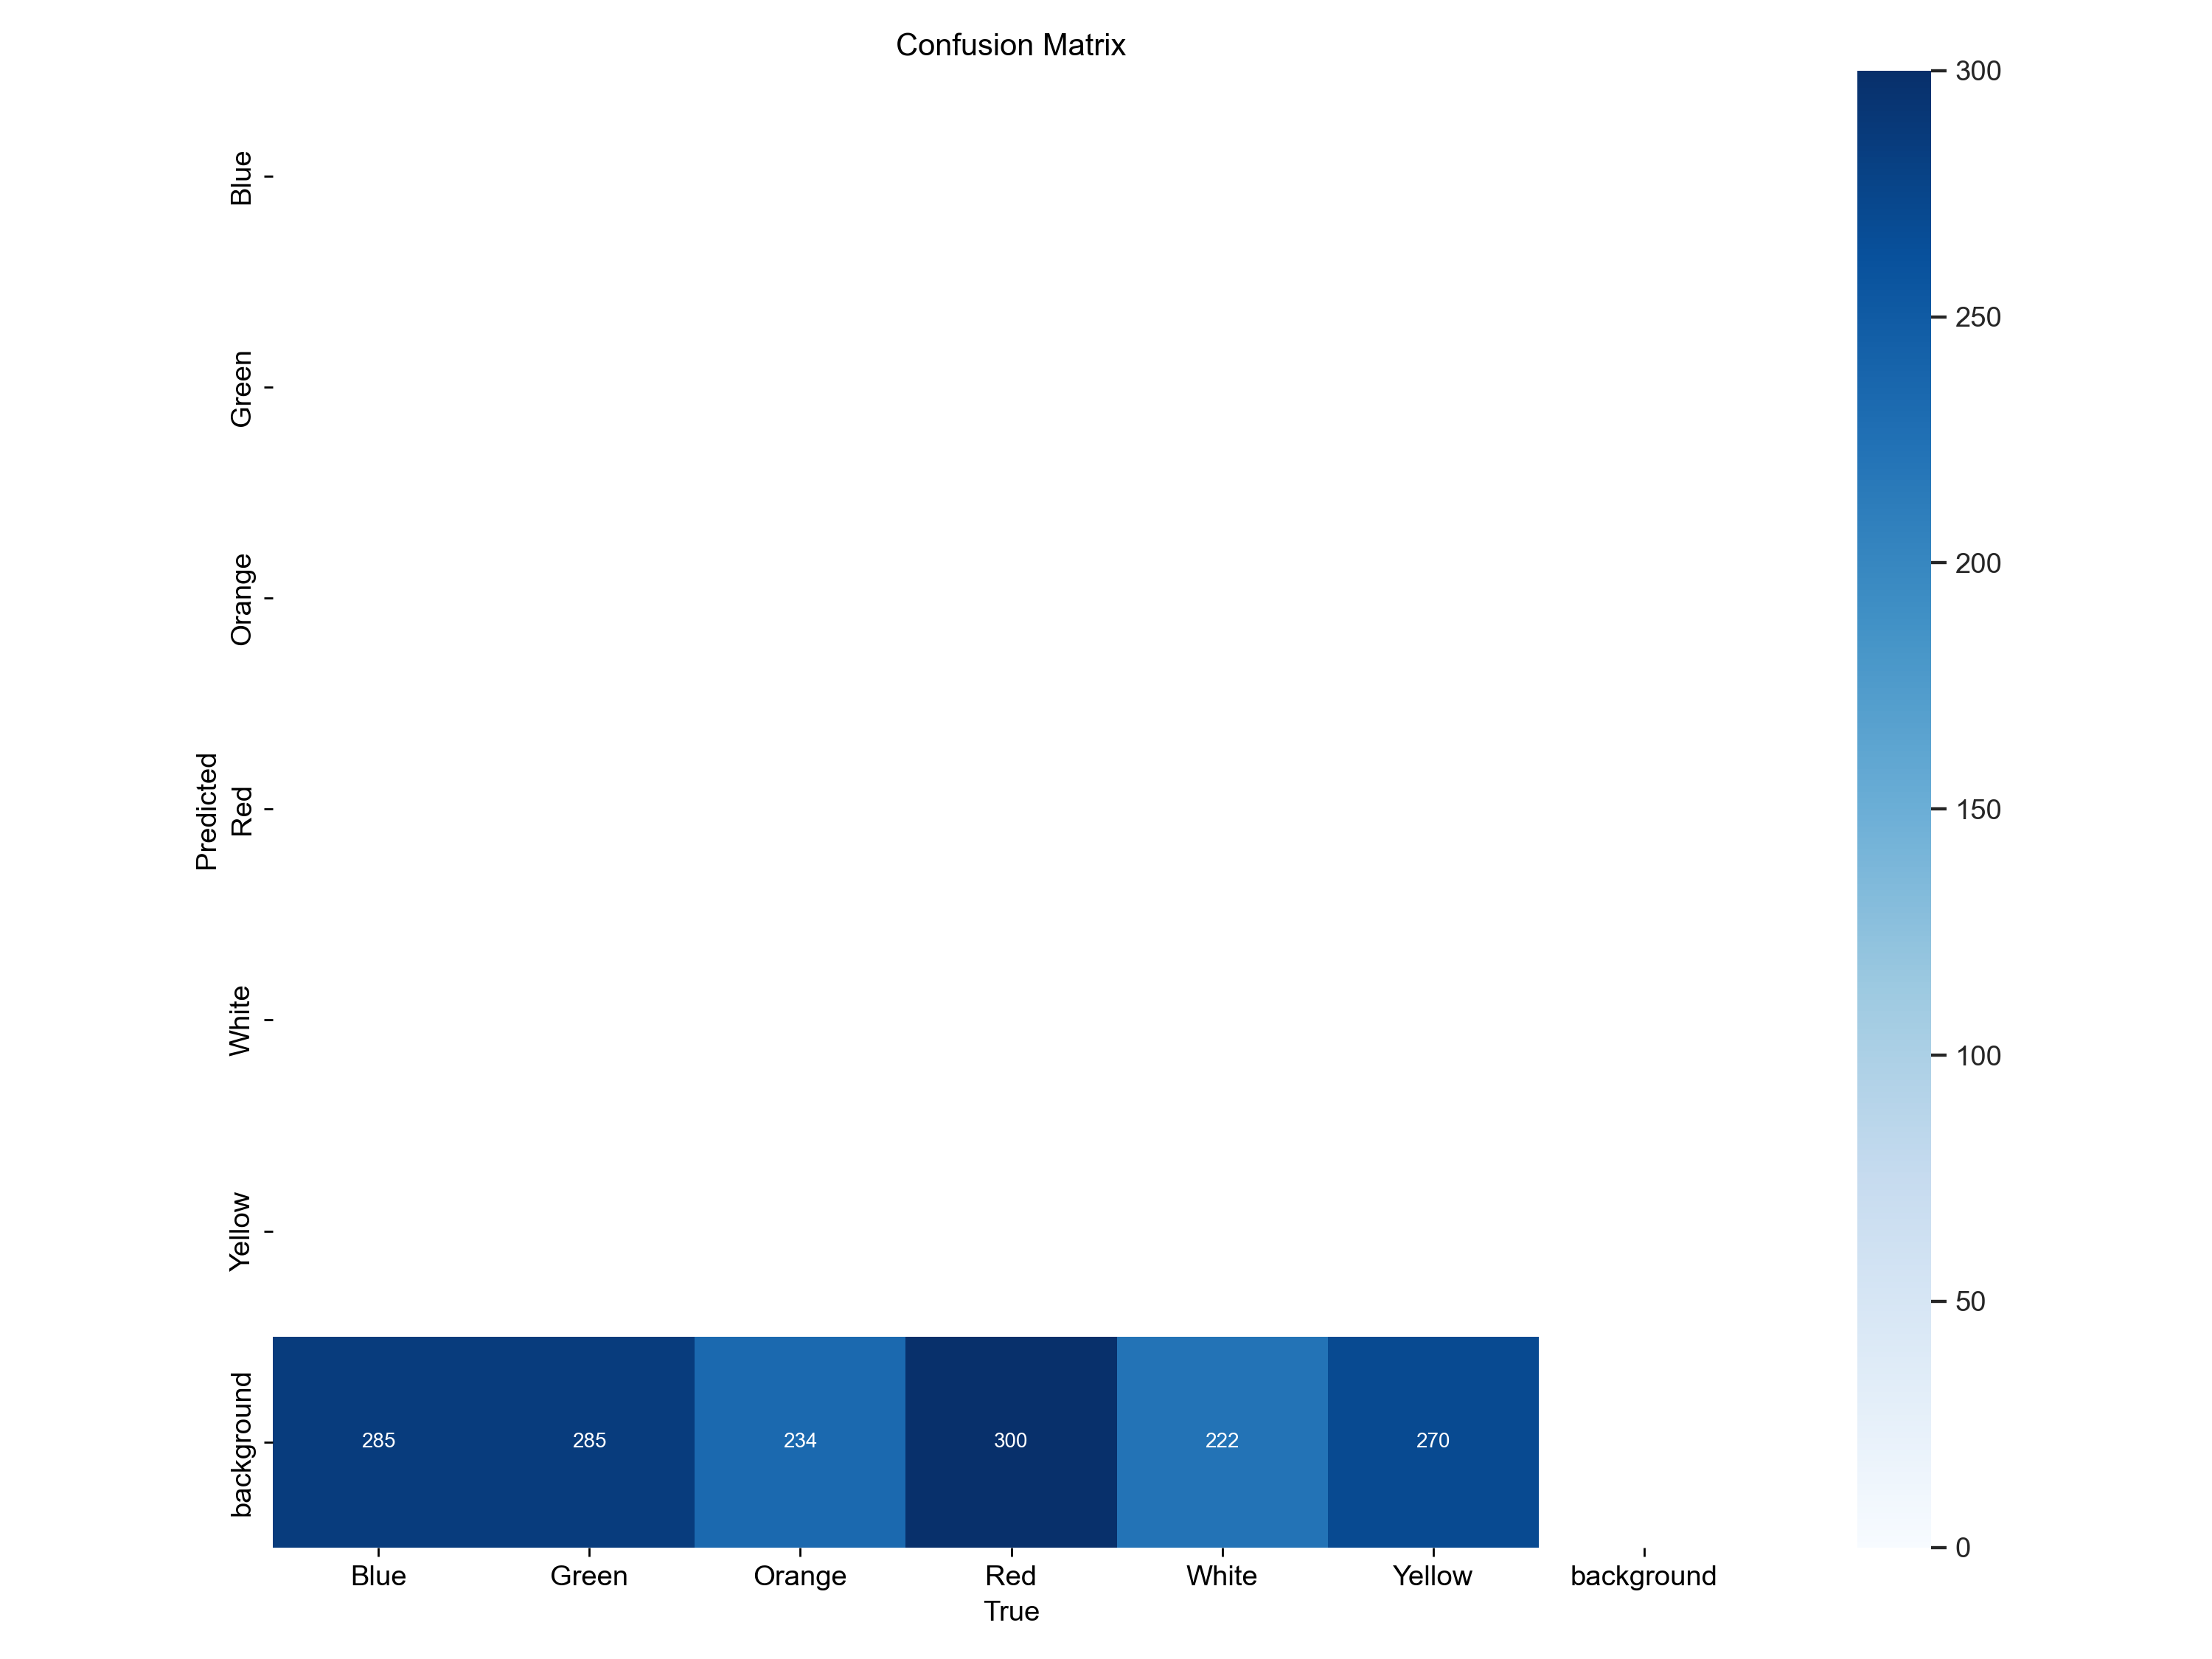 Confusion Matrix
Blue
Green
Orange
Red
White
Yellow
background
Predicted
285 285 234 300 222 270
Blue Green Orange Red White Yellow background
True
300
250
200
150
100
50
0